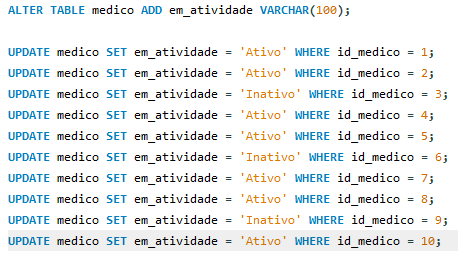 ALTER TABLE medico ADD em_atividade VARCHAR(100);
UPDATE medico SET em_atividade = 'Ativo' WHERE id_medico = 1;
UPDATE medico SET em_atividade = 'Ativo' WHERE id_medico = 2;
UPDATE medico SET em_atividade = 'Inativo' WHERE id_medico = 3;
UPDATE medico SET em_atividade = 'Ativo' WHERE id_medico = 4;
UPDATE medico SET em_atividade = 'Ativo' WHERE id_medico = 5;
UPDATE medico SET em_atividade = 'Inativo' WHERE id_medico = 6;
UPDATE medico SET em_atividade = 'Ativo' WHERE id_medico = 7;
UPDATE medico SET em_atividade = 'Ativo' WHERE id_medico = 8;
UPDATE medico SET em_atividade = 'Inativo' WHERE id_medico = 9;
UPDATE medico SET em_atividade = 'Ativo' WHERE id_medico = 10;